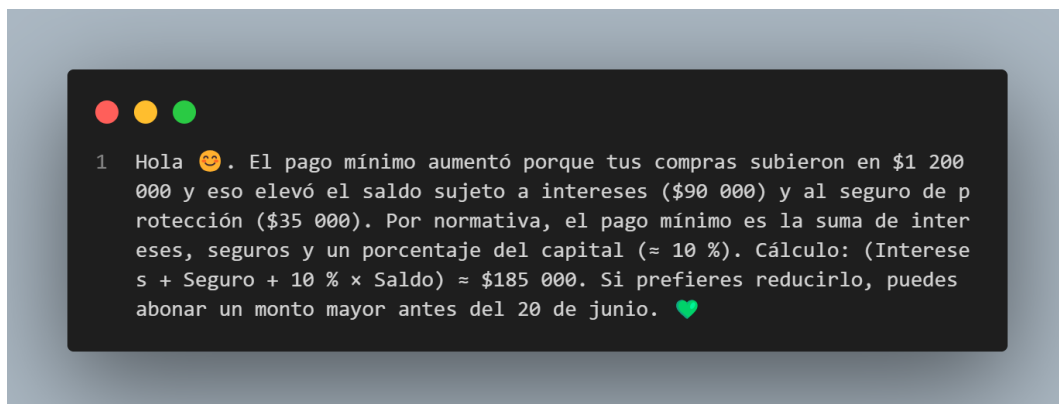 1 Hola 😊. El pago mínimo aumentó porque tus compras subieron en $1 200
000 y eso elevó el saldo sujeto a intereses ($90 000) y al seguro de p
rotección ($35 000). Por normativa, el pago mínimo es la suma de inter
eses, seguros y un porcentaje del capital (≈ 10 %). Cálculo: (Interese
s + Seguro + 10 % × Saldo) ≈ $185 000. Si prefieres reducirlo, puedes
abonar un monto mayor antes del 20 de junio. 💚